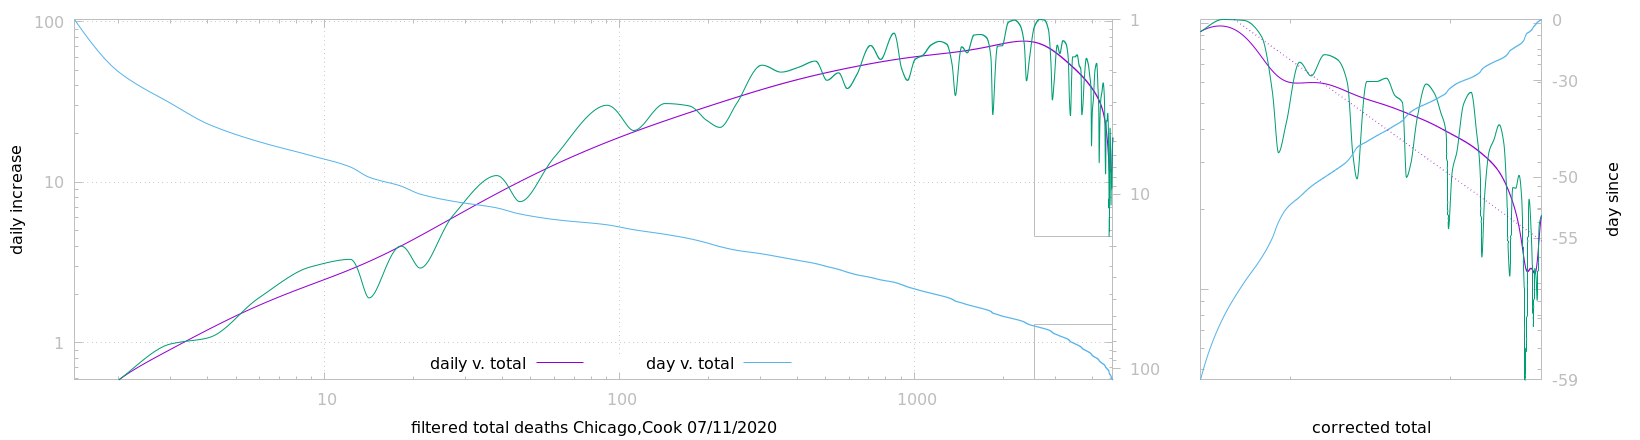 100
10
1
daily increase
10
100
1000
filtered total deaths Chicago,Cook 07/11/2020
daily v. total
day v. total
1
10
100
0
-30
-50
-55
-59
day since
corrected total